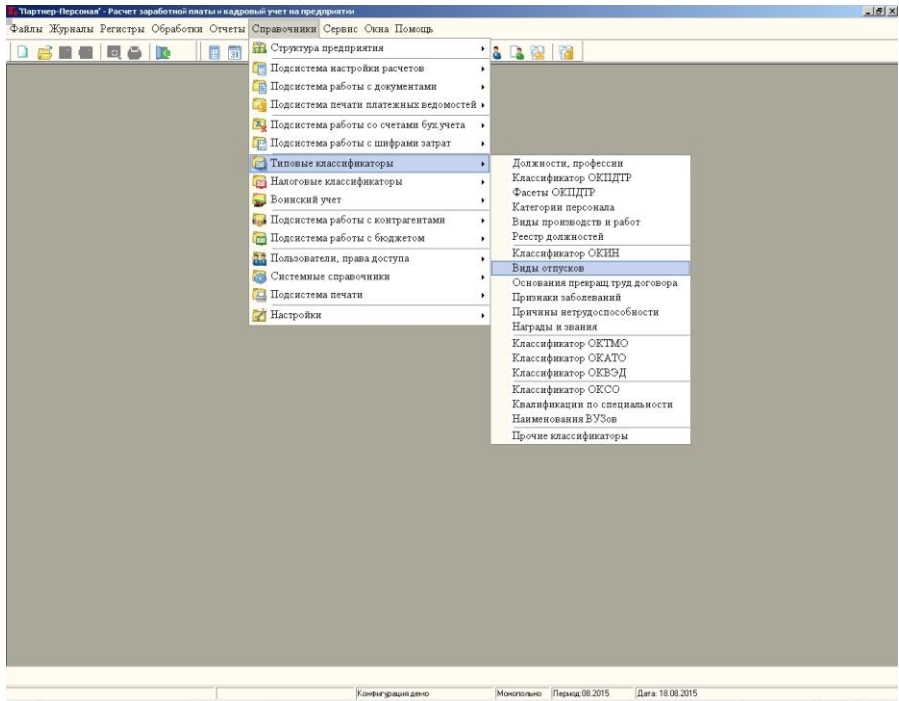 'Партнер-Персонал' - Расчет заработной платы и кадровый учет на предприятии
Файлы Журналы Регистры Обработки Отчеты Справочники Сервис Окна Помощь
Структура предприятия
Подсистема настройки расчетов
Подсистема работы с документами
Подсистема печати платежных ведомостей
Подсистема работы со счетами бух.учета
Подсистема работы с шифрами затрат
Типовые классификаторы
Налоговые классификаторы
Воинский учет
Подсистема работы с контрагентами
Подсистема работы с бюджетом
Пользователи, права доступа
Системные справочники
Подсистема печати
Настройки
Должности, профессии
Классификатор ОКПДТР
Фасеты ОКПДТР
Категории персонала
Виды производств и работ
Реестр должностей
Классификатор ОКИН
Виды отпусков
Основания прекращ.труд.договора
Признаки заболеваний
Причины нетрудоспособности
Награды и звания
Классификатор ОКТМО
Классификатор ОКАТО
Классификатор ОКВЭД
Классификатор ОКСО
Квалификации по специальности
Наименования ВУЗов
Прочие классификаторы
Конфигурация демо Монопольно Период:08.2015 Дата: 18.08.2015